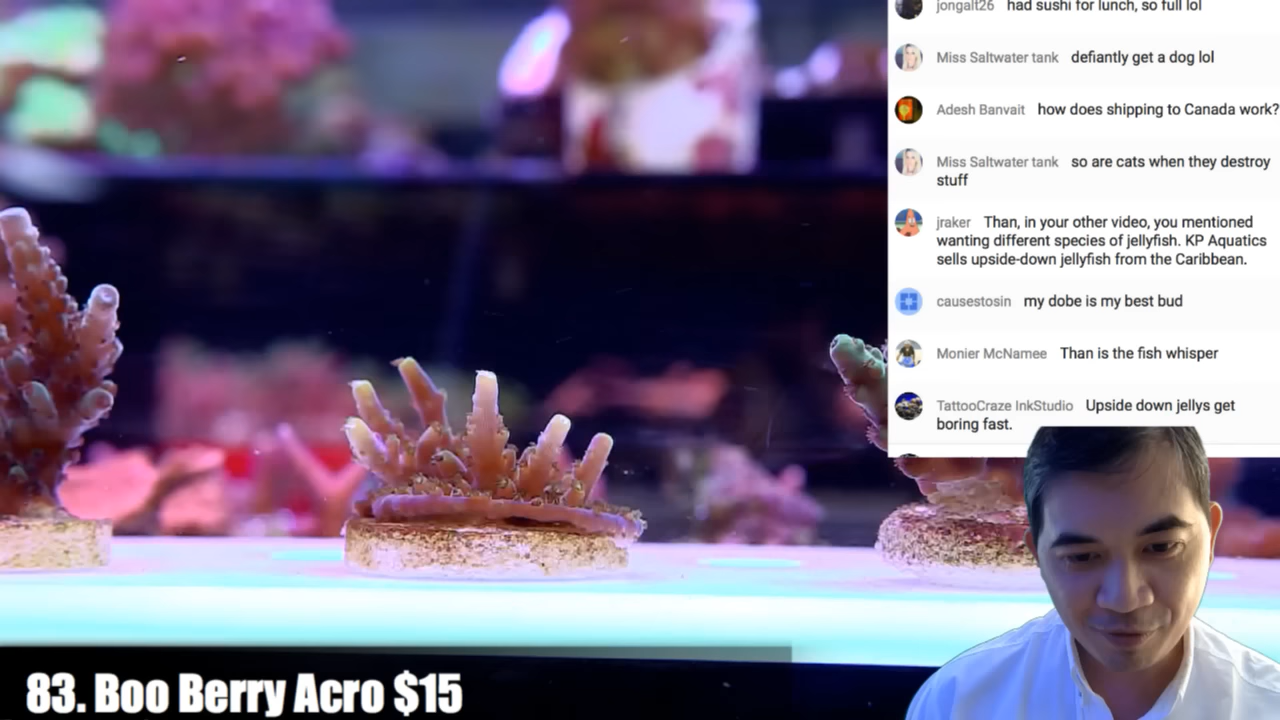 jongalt26 had sushi for lunch, so full lol
Miss Saltwater tank defiantly get a dog lol
Adesh Banvait how does shipping to Canada work?
Miss Saltwater tank so are cats when they destroy
stuff
jraker Than, in your other video, you mentioned
wanting different species of jellyfish. KP Aquatics
sells upside-down jellyfish from the Caribbean.
causestosin my dobe is my best bud
Monier McNamee Than is the fish whisper
TattooCraze InkStudio Upside down jellys get
boring fast.
83. Boo Berry Acro $15